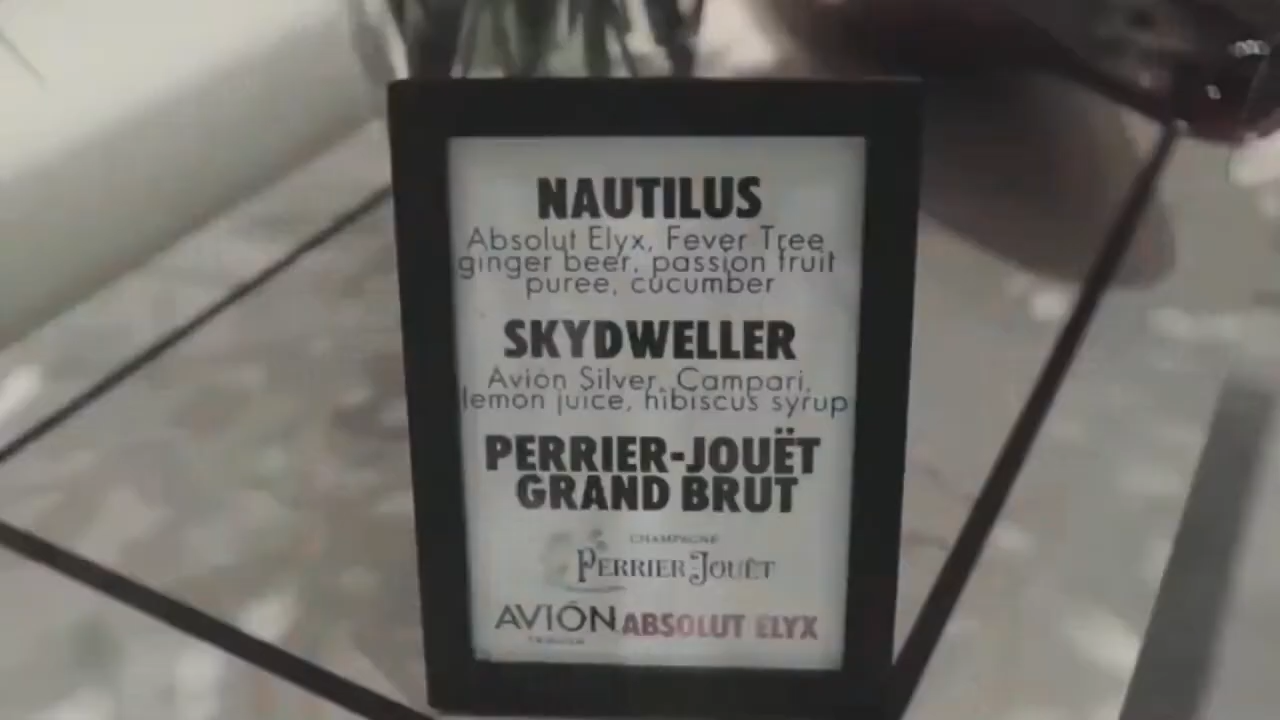 NAUTILUS
Absolut Elyx, Fever Tree
ginger beer, passion fruit
puree, cucumber
SKYDWELLER
Avión Silver, Campari,
lemon juice, hibiscus syrup
PERRIER-JOUËT
GRAND BRUT
CHAMPAGNE
PERRIER-JOUËT
AVIÓN ABSOLUT ELYX